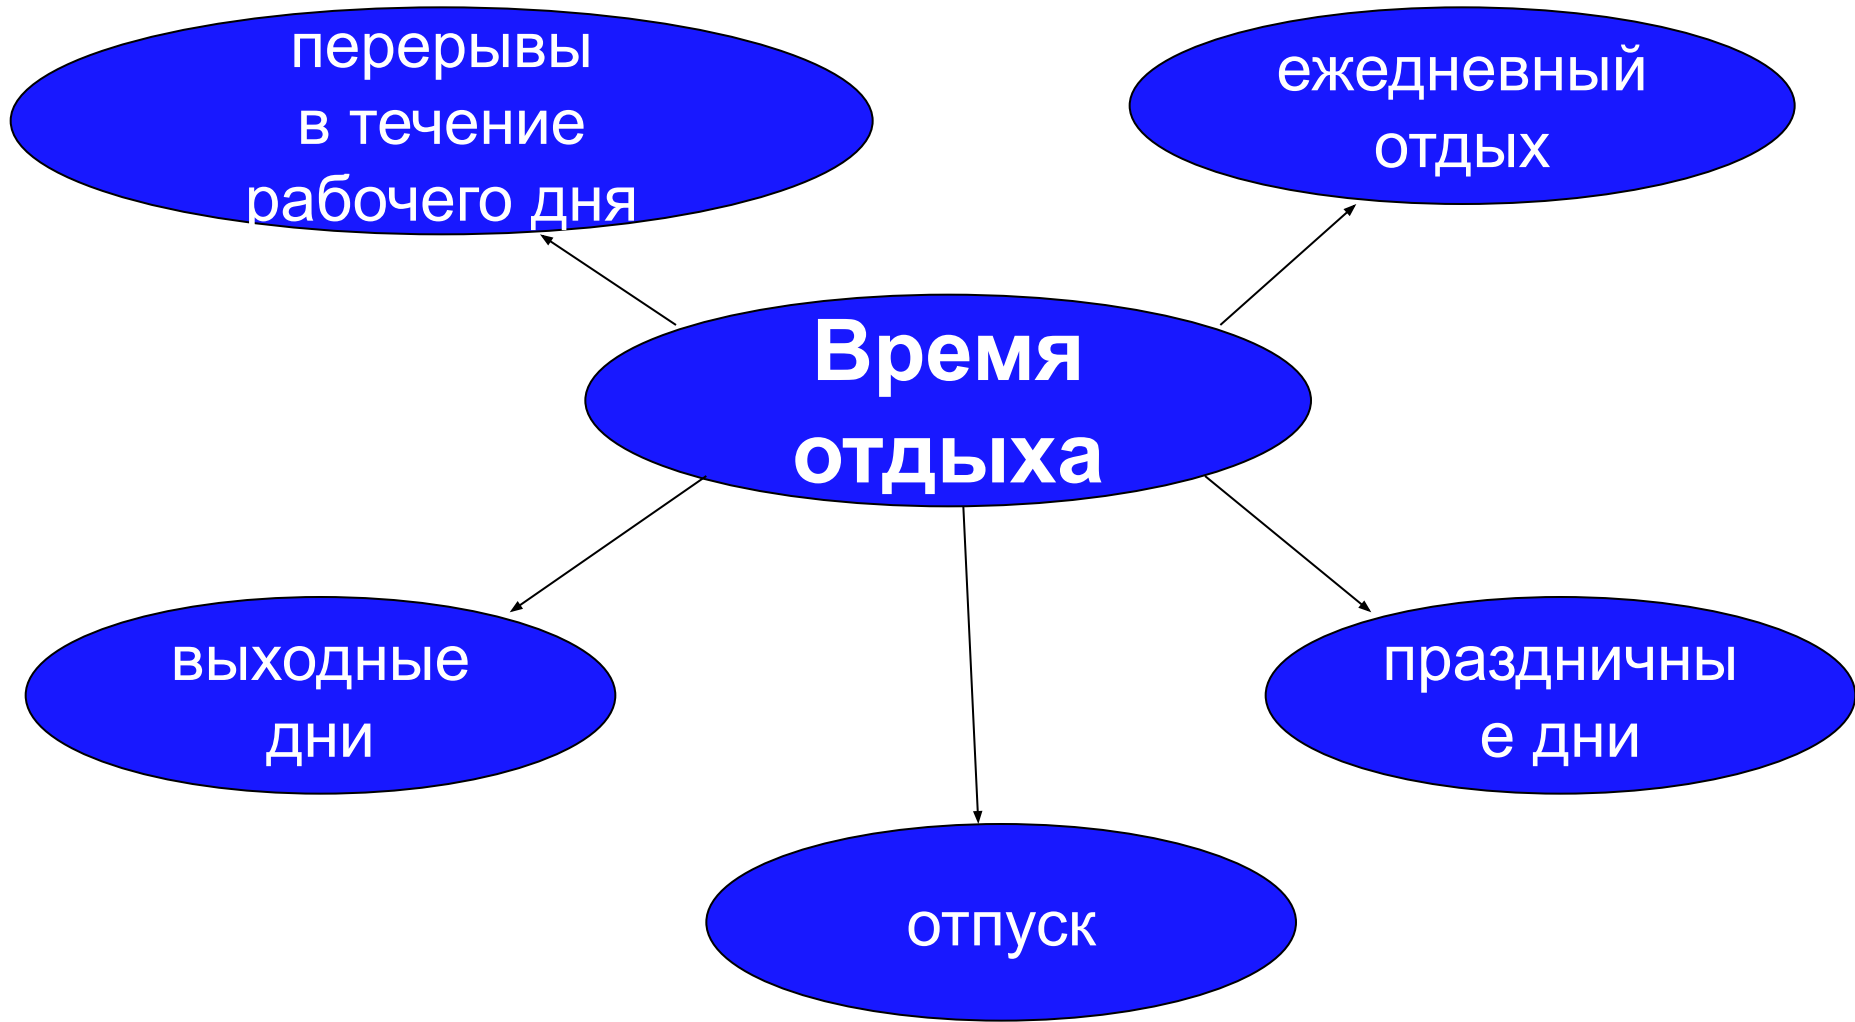 перерывы
в течение
рабочего дня
ежедневный
отдых
Время
отдыха
выходные
дни
праздничны
е дни
отпуск